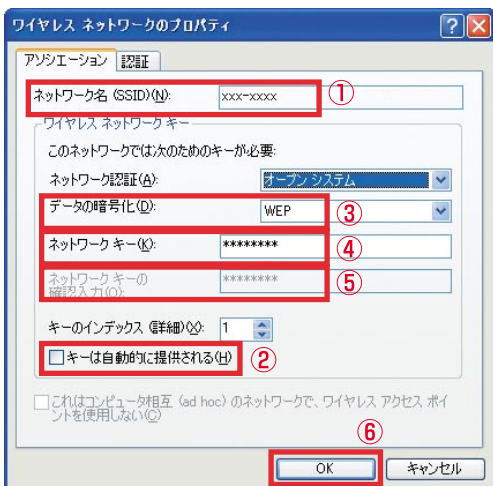 ワイヤレス ネットワークのプロパティ
アソシエーション 認証
ネットワーク名 (SSID)(N): xxx-xxxx ①
ワイヤレス ネットワーク キー
このネットワークでは次のためのキーが必要:
ネットワーク認証(A): オープン システム
データの暗号化(D): WEP ③
ネットワーク キー(K): ******** ④
ネットワーク キーの
確認入力(O): ******** ⑤
キーのインデックス (詳細)(X): 1
キーは自動的に提供される(H) ②
これはコンピュータ相互 (ad hoc) のネットワークで、ワイヤレス アクセス ポイ
ントを使用しない(C)
⑥
OK キャンセル